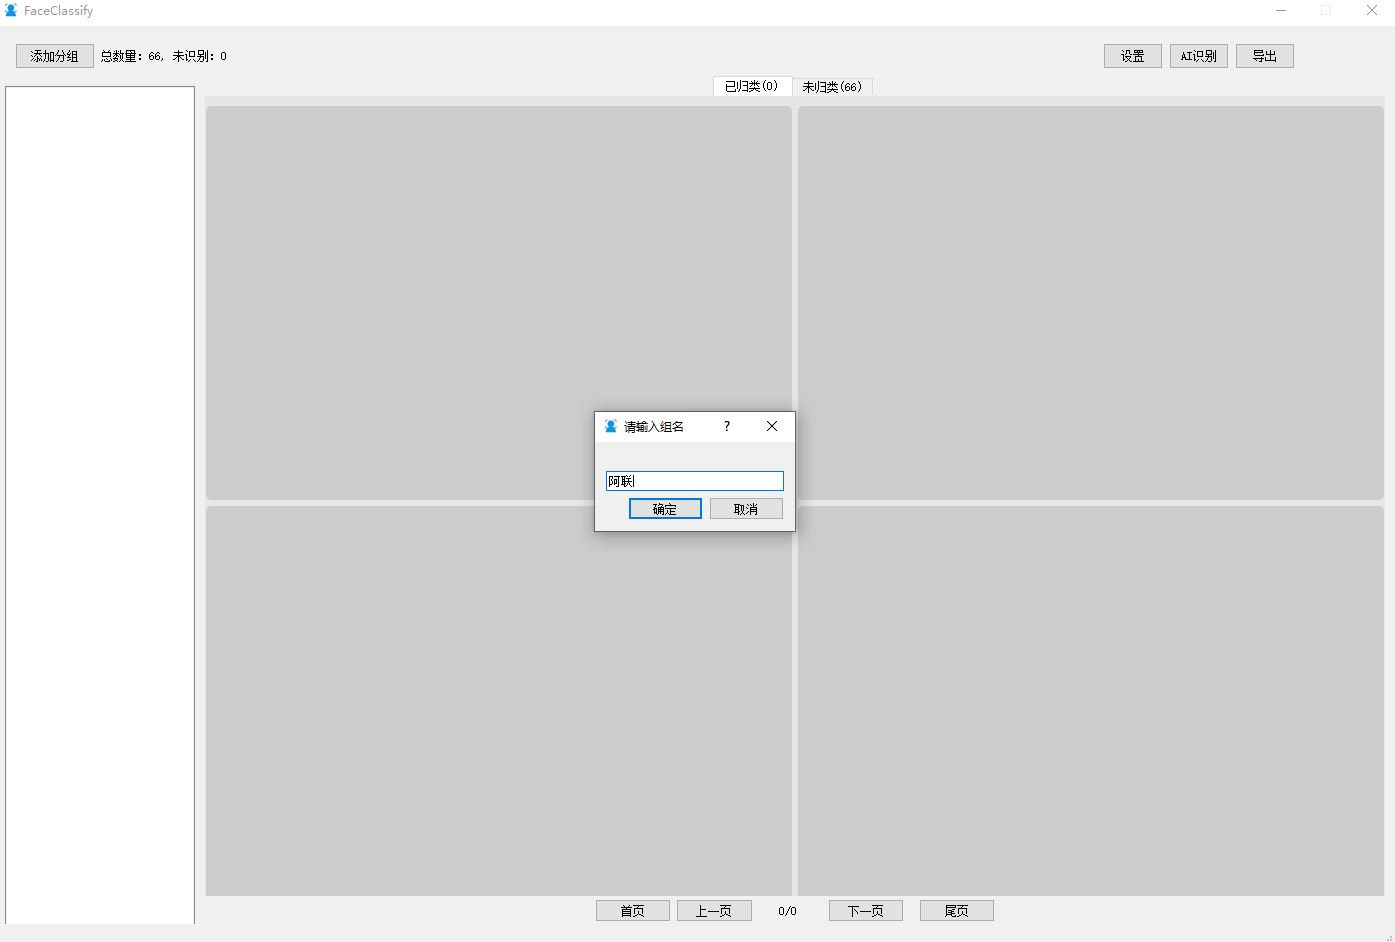 FaceClassify
添加分组 总数量: 66, 未识别: 0 设置 AI识别 导出
已归类(0) 未归类(66)
请输入组名 ?
阿联
确定 取消
首页 上一页 0/0 下一页 尾页